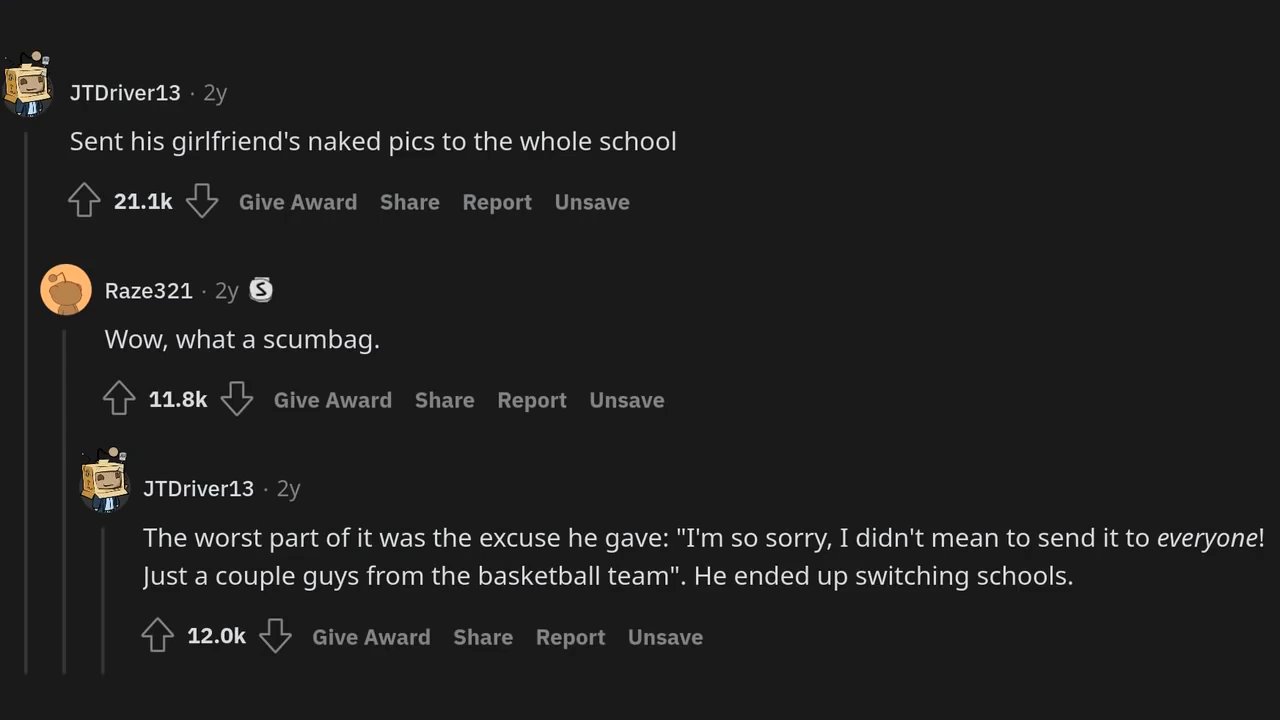 JTDriver13 · 2y
Sent his girlfriend's naked pics to the whole school
21.1k Give Award Share Report Unsave
Raze321 · 2y S
Wow, what a scumbag.
11.8k Give Award Share Report Unsave
JTDriver13 · 2y
The worst part of it was the excuse he gave: "I'm so sorry, I didn't mean to send it to everyone!
Just a couple guys from the basketball team". He ended up switching schools.
12.0k Give Award Share Report Unsave